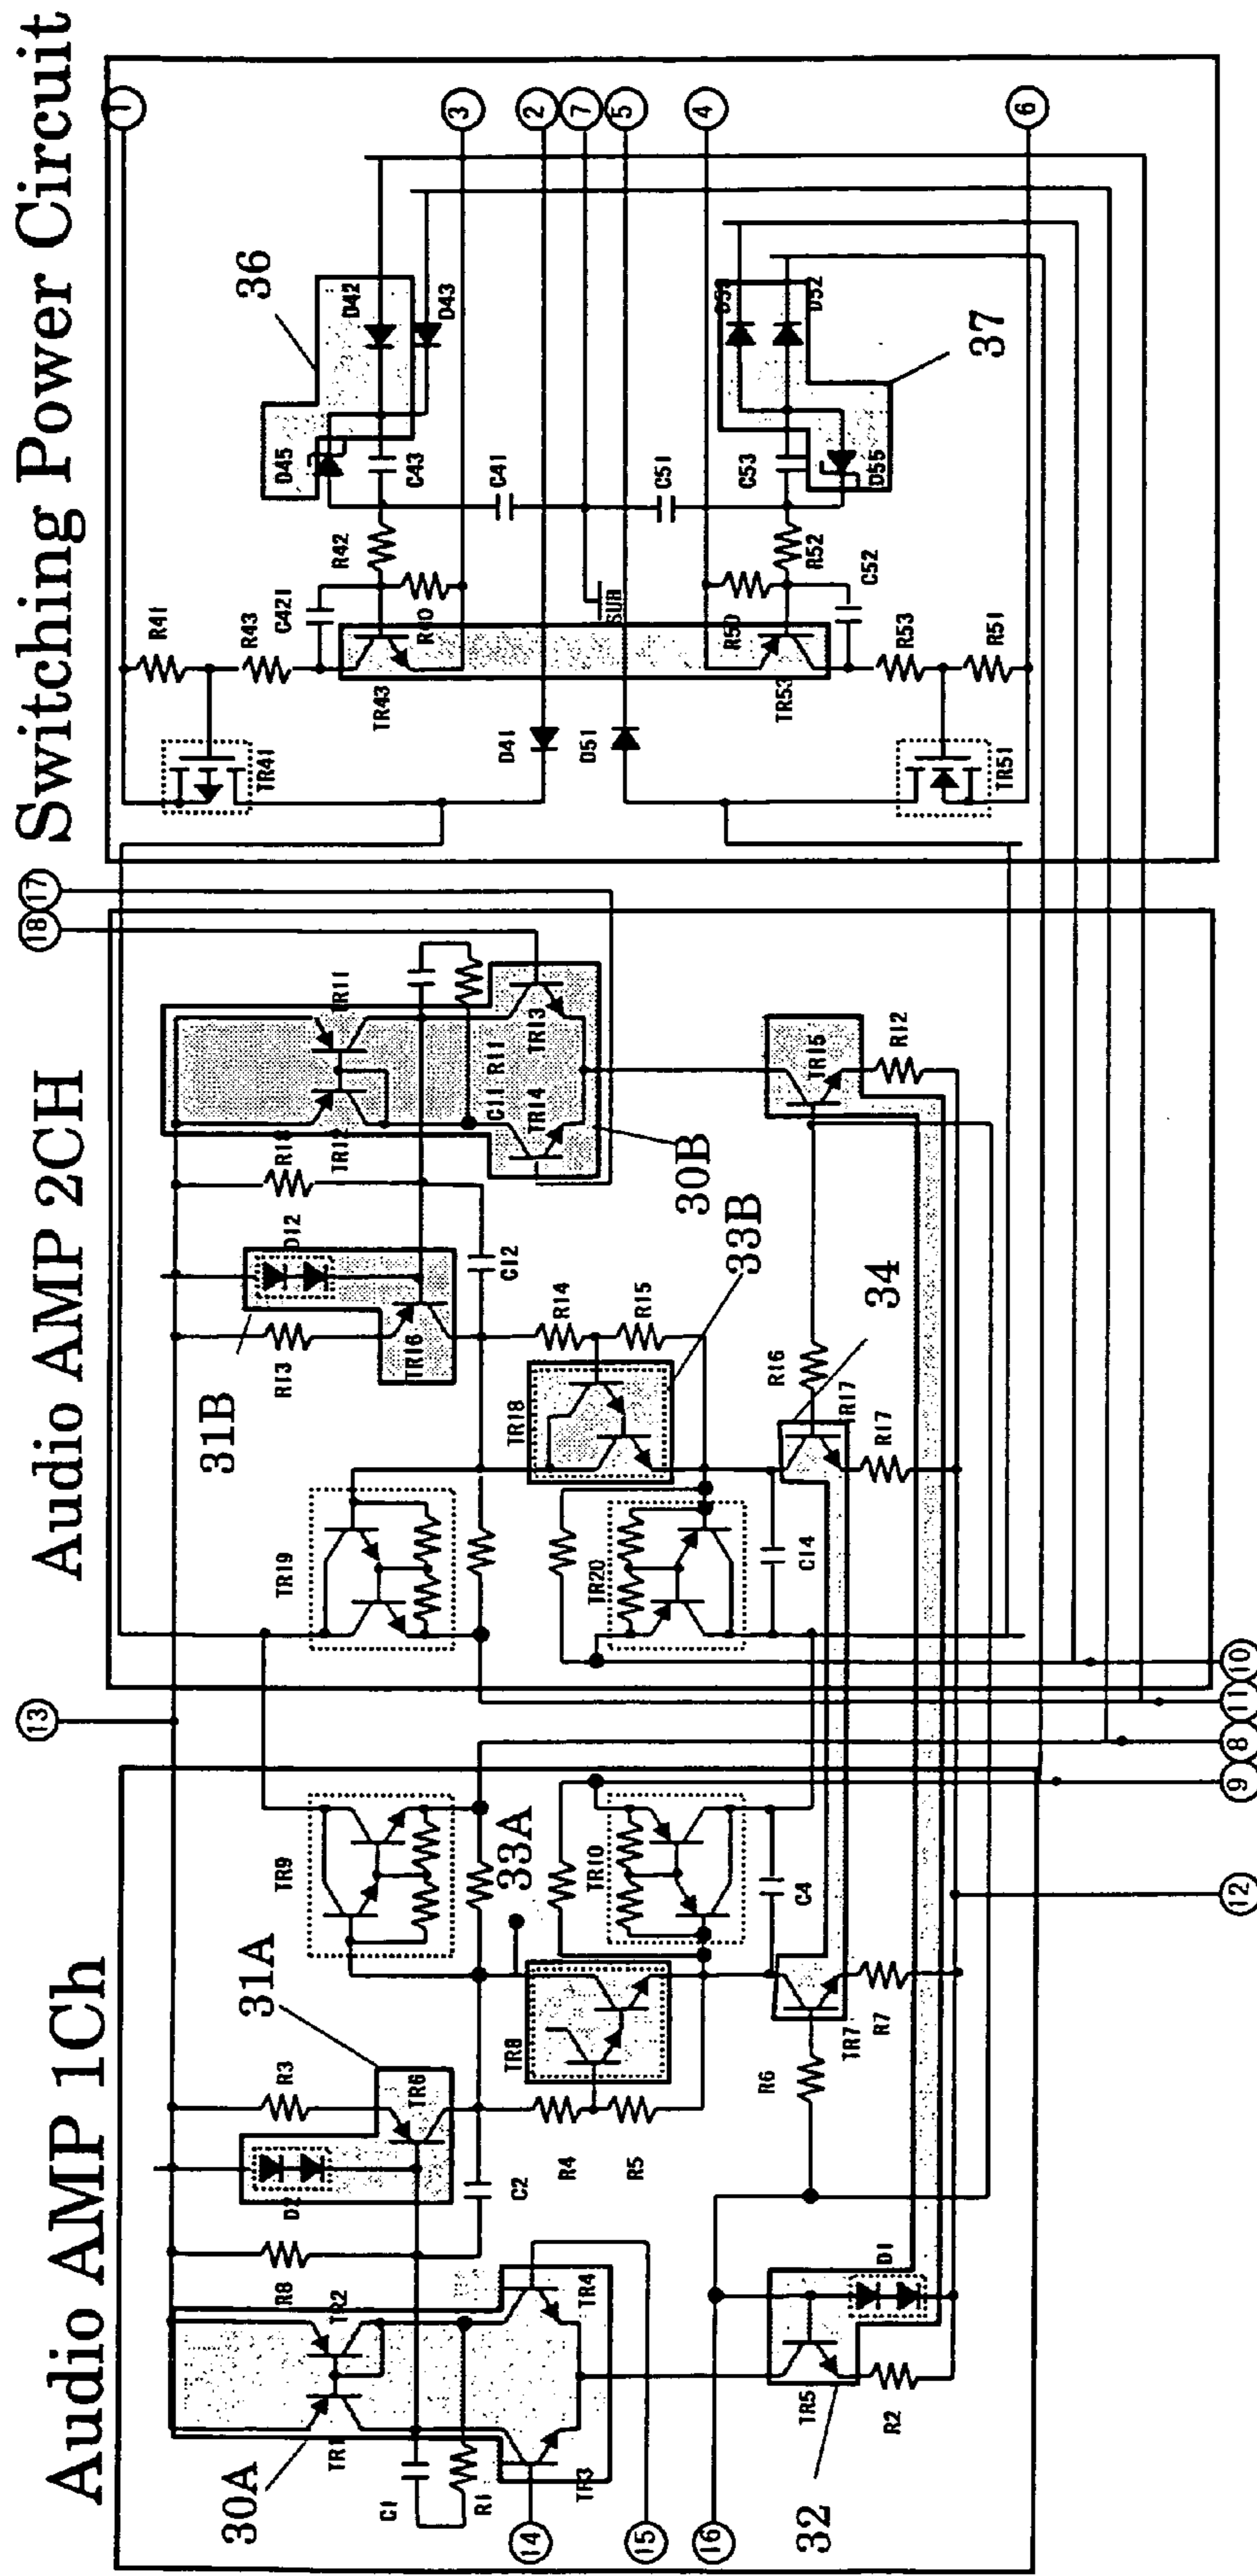 Audio AMP 1Ch
Audio AMP 2CH
Switching Power Circuit
13
18
17
30A
TR1
TR2
R8
C1
R1
TR3
TR4
14
15
16
32
TR5
R2
D1
D2
R3
31A
TR6
C2
R4
R5
TR8
33A
R6
TR7
R7
TR9
TR10
C4
12
9
8
11
10
TR19
TR20
C14
31B
R13
D12
TR16
C12
R14
R15
TR18
33B
R16
R17
34
TR12
C11
R11
TR14
TR13
30B
TR15
R12
TR41
R41
R43
C421
R42
R40
TR43
D41
D51
SUB
TR53
R50
R52
C52
R53
R51
TR51
D45
C43
C41
C51
C53
D55
D42
D43
D52
36
37
1
3
2
7
5
4
6